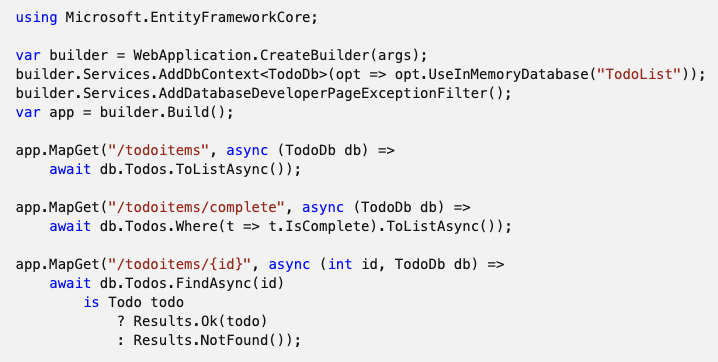 using Microsoft.EntityFrameworkCore;

var builder = WebApplication.CreateBuilder(args);
builder.Services.AddDbContext<TodoDb>(opt => opt.UseInMemoryDatabase("TodoList"));
builder.Services.AddDatabaseDeveloperPageExceptionFilter();
var app = builder.Build();

app.MapGet("/todoitems", async (TodoDb db) =>
    await db.Todos.ToListAsync());

app.MapGet("/todoitems/complete", async (TodoDb db) =>
    await db.Todos.Where(t => t.IsComplete).ToListAsync());

app.MapGet("/todoitems/{id}", async (int id, TodoDb db) =>
    await db.Todos.FindAsync(id)
        is Todo todo
            ? Results.Ok(todo)
            : Results.NotFound());